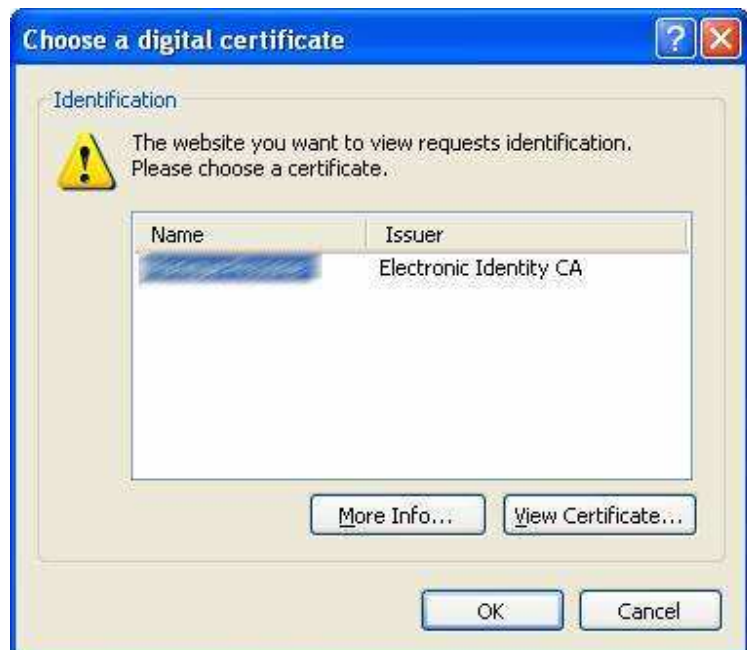 Choose a digital certificate
Identification
The website you want to view requests identification.
Please choose a certificate.
Name Issuer
Electronic Identity CA
More Info... View Certificate...
OK Cancel